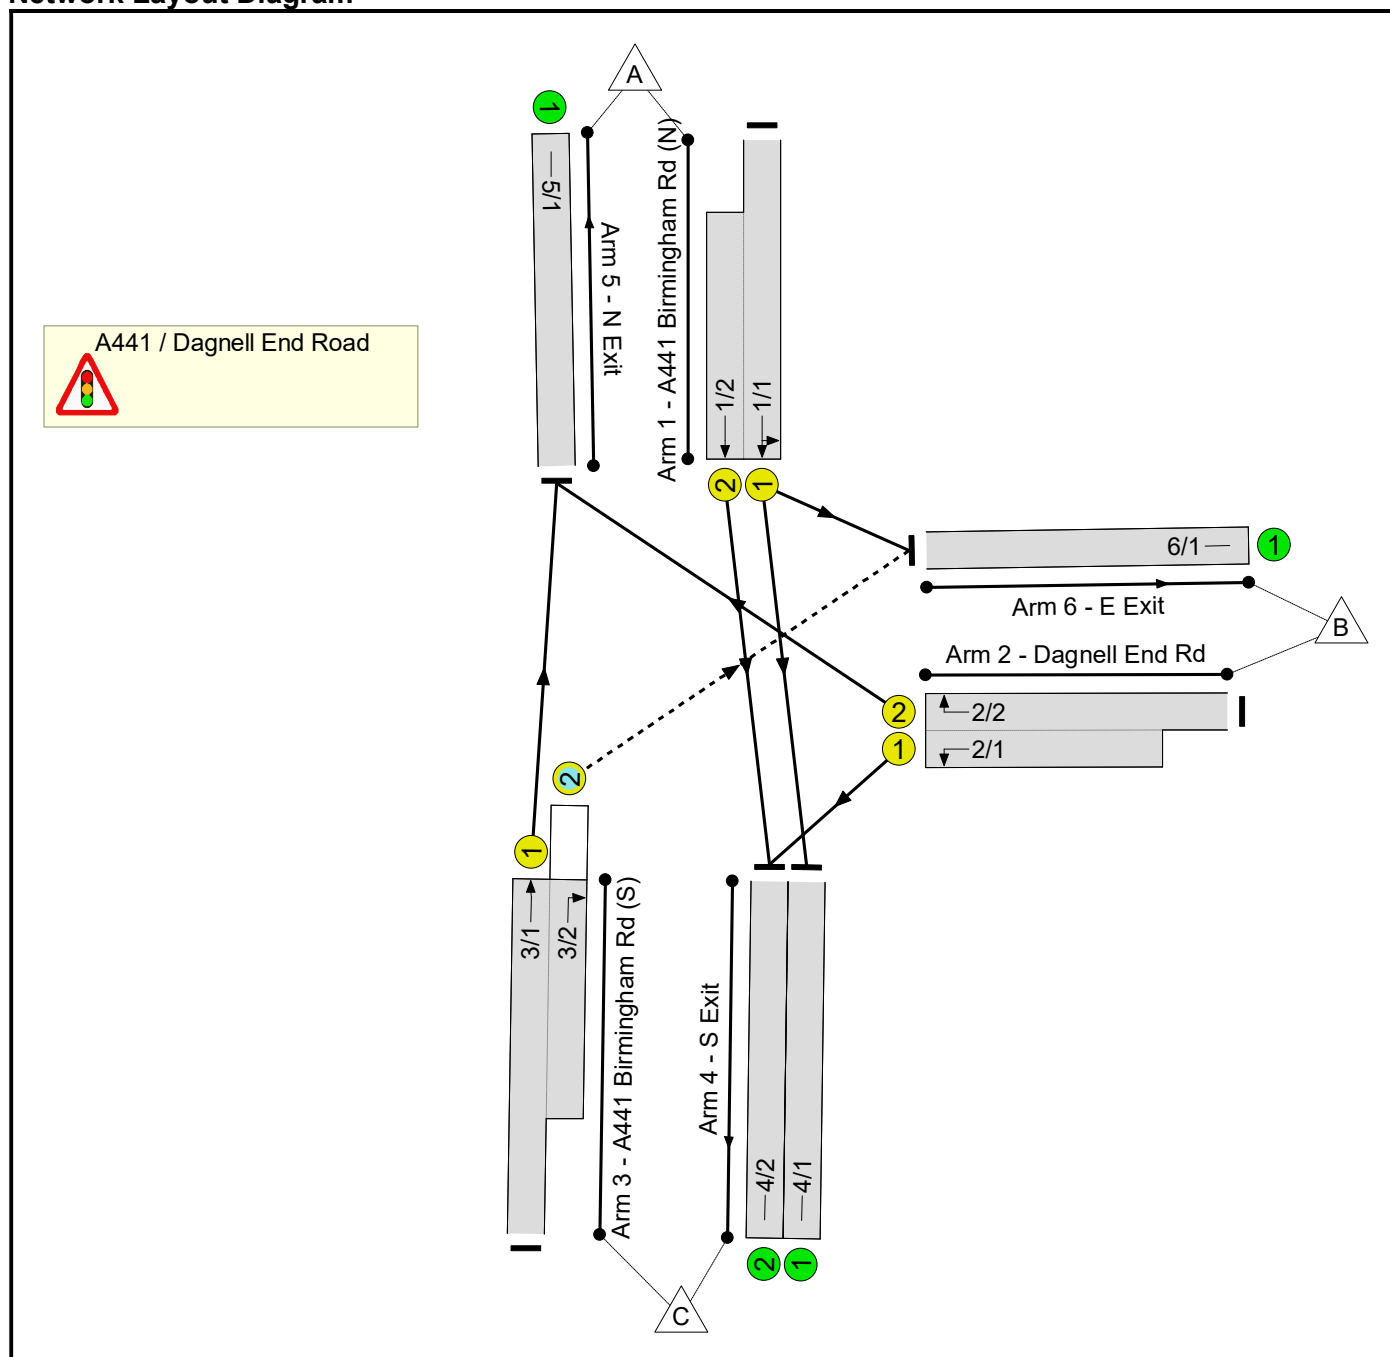 Network Layout Diagram
A
1
5/1
Arm 5 - N Exit
Arm 1 - A441 Birmingham Rd (N)
1/2
1/1
2
1
A441 / Dagnell End Road
6/1
1
Arm 6 - E Exit
B
Arm 2 - Dagnell End Rd
2
2/2
1
2/1
2
1
3/1
3/2
Arm 3 - A441 Birmingham Rd (S)
Arm 4 - S Exit
4/2
4/1
2
1
C